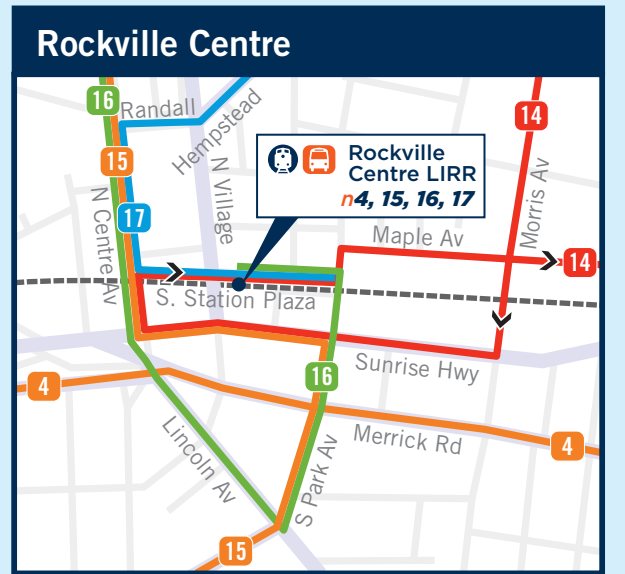 Rockville Centre
16
Randall
Hempstead
14
15
N Village
Rockville
Centre LIRR
n4, 15, 16, 17
Morris Av
N Centre Av
17
Maple Av
14
S. Station Plaza
Sunrise Hwy
16
4
Merrick Rd
4
Lincoln Av
S Park Av
15